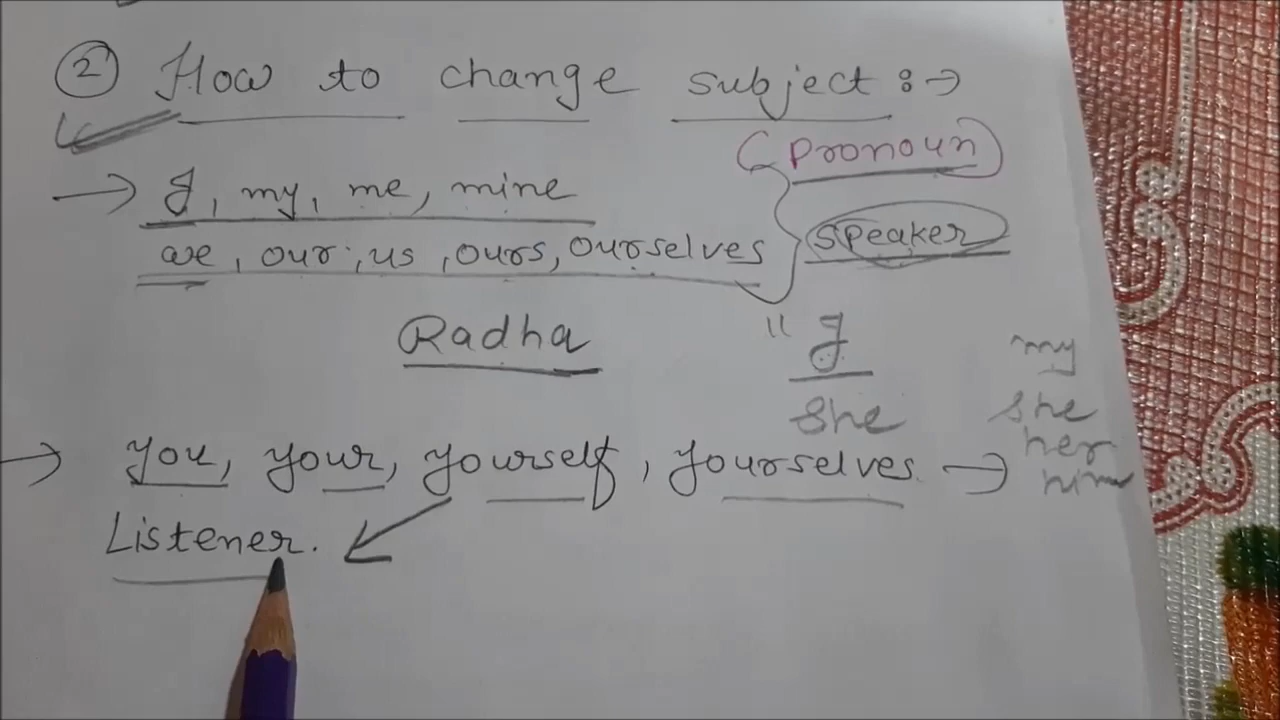 ② How to change subject :→
(Pronoun)
→ I, my, me, mine
we, our, us, ours, ourselves
Speaker
Radha
" I
my
she
she
her
him
→ you, your, yourself, yourselves →
Listener.